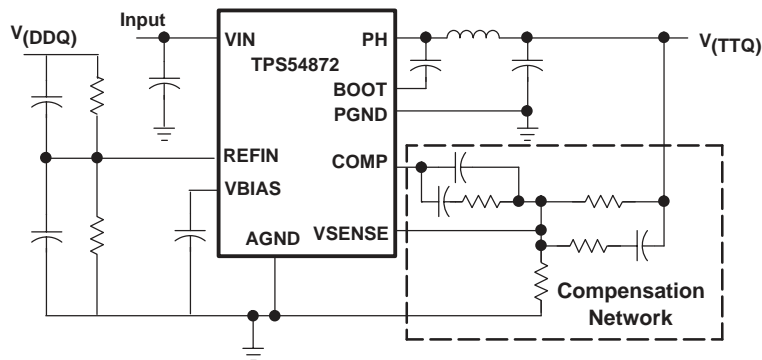 Input
V(DDQ)
VIN
PH
V(TTQ)
TPS54872
BOOT
PGND
REFIN
COMP
VBIAS
AGND
VSENSE
Compensation
Network